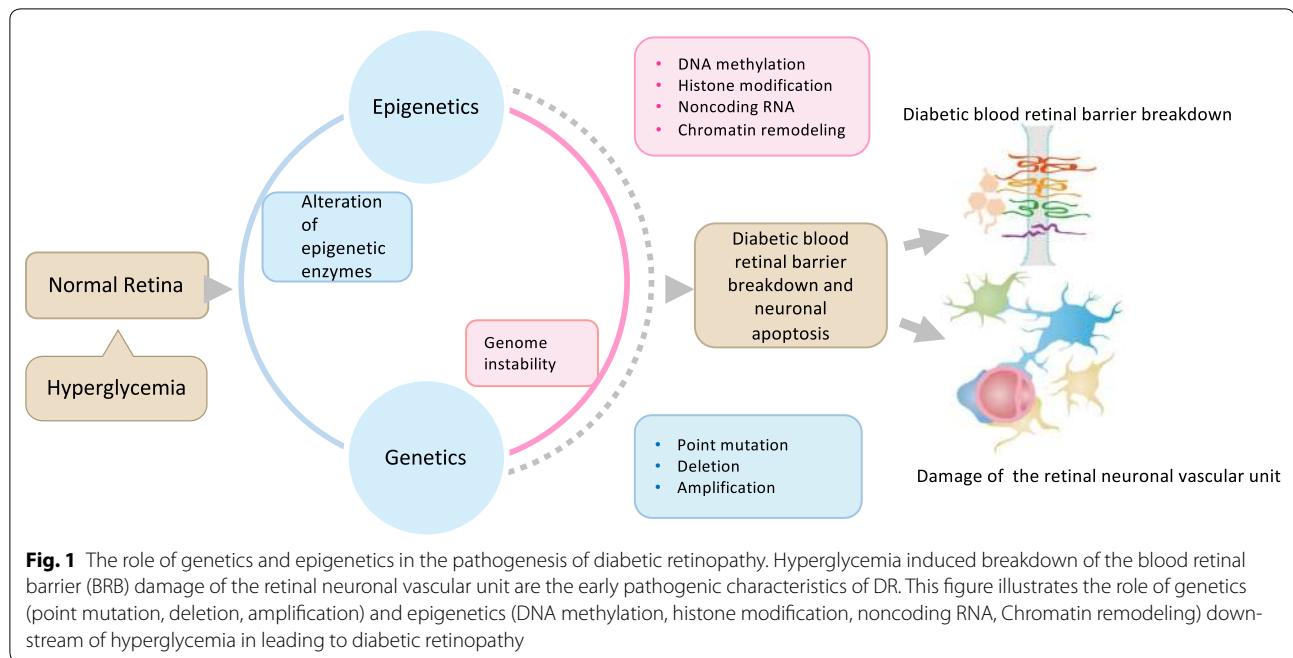 Epigenetics
• DNA methylation
• Histone modification
• Noncoding RNA
• Chromatin remodeling
Diabetic blood retinal barrier breakdown
Alteration
of
epigenetic
enzymes
Normal Retina
Hyperglycemia
Genome
instability
Diabetic blood
retinal barrier
breakdown and
neuronal
apoptosis
Genetics
• Point mutation
• Deletion
• Amplification
Damage of the retinal neuronal vascular unit
Fig. 1 The role of genetics and epigenetics in the pathogenesis of diabetic retinopathy. Hyperglycemia induced breakdown of the blood retinal
barrier (BRB) damage of the retinal neuronal vascular unit are the early pathogenic characteristics of DR. This figure illustrates the role of genetics
(point mutation, deletion, amplification) and epigenetics (DNA methylation, histone modification, noncoding RNA, Chromatin remodeling) down-
stream of hyperglycemia in leading to diabetic retinopathy